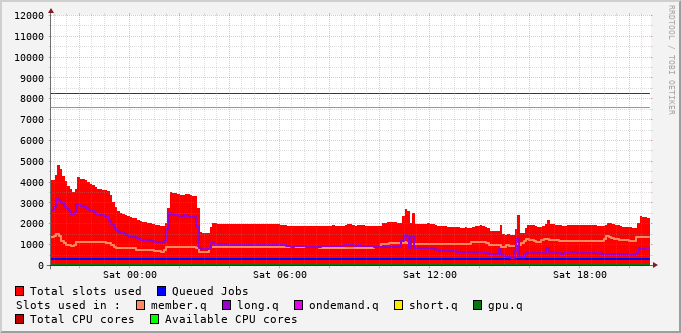 12000
11000
10000
9000
8000
7000
6000
5000
4000
3000
2000
1000
0
Sat 00:00 Sat 06:00 Sat 12:00 Sat 18:00
RRDTOOL / TOBI OETIKER
Total slots used Queued Jobs
Slots used in : member.q long.q ondemand.q short.q gpu.q
Total CPU cores Available CPU cores